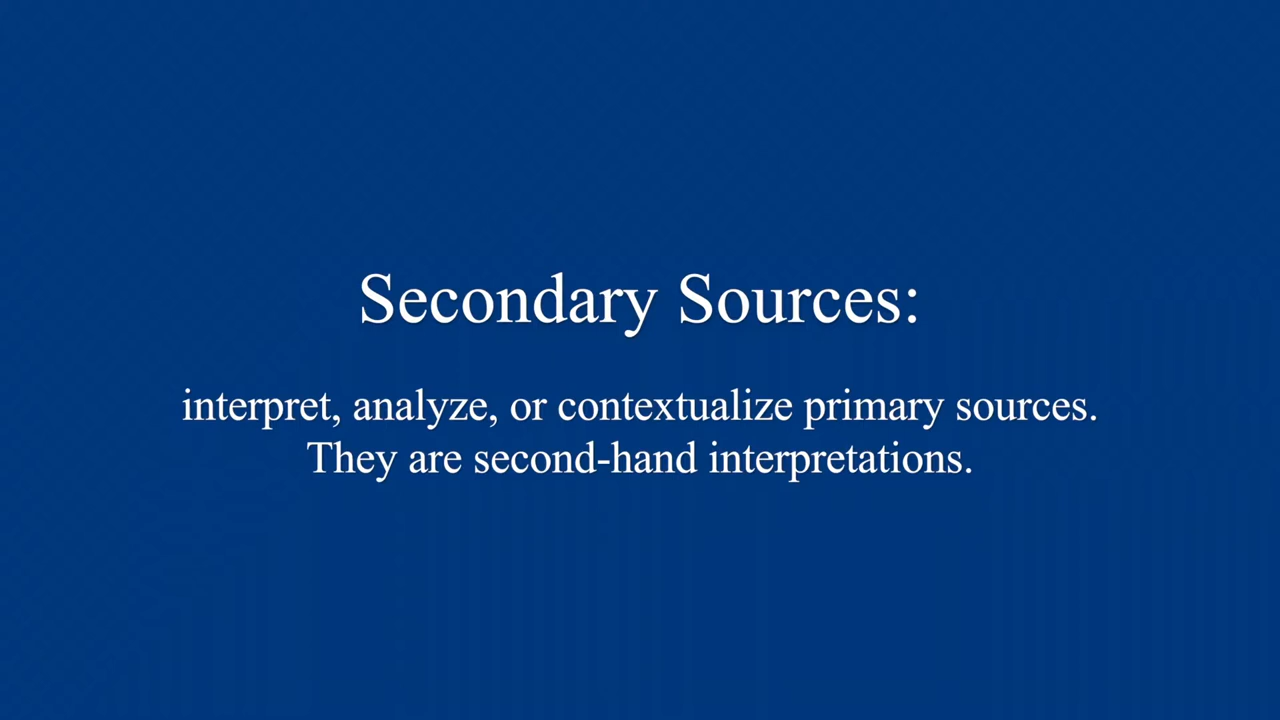 Secondary Sources:
interpret, analyze, or contextualize primary sources.
They are second-hand interpretations.